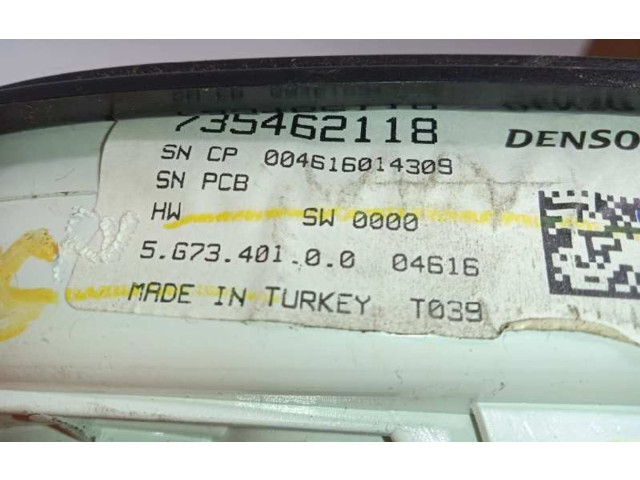 735462118 DENSO
SN CP 004616014309
SN PCB
HW SW 0000
5.G73.401.0.0 04616
MADE IN TURKEY T039